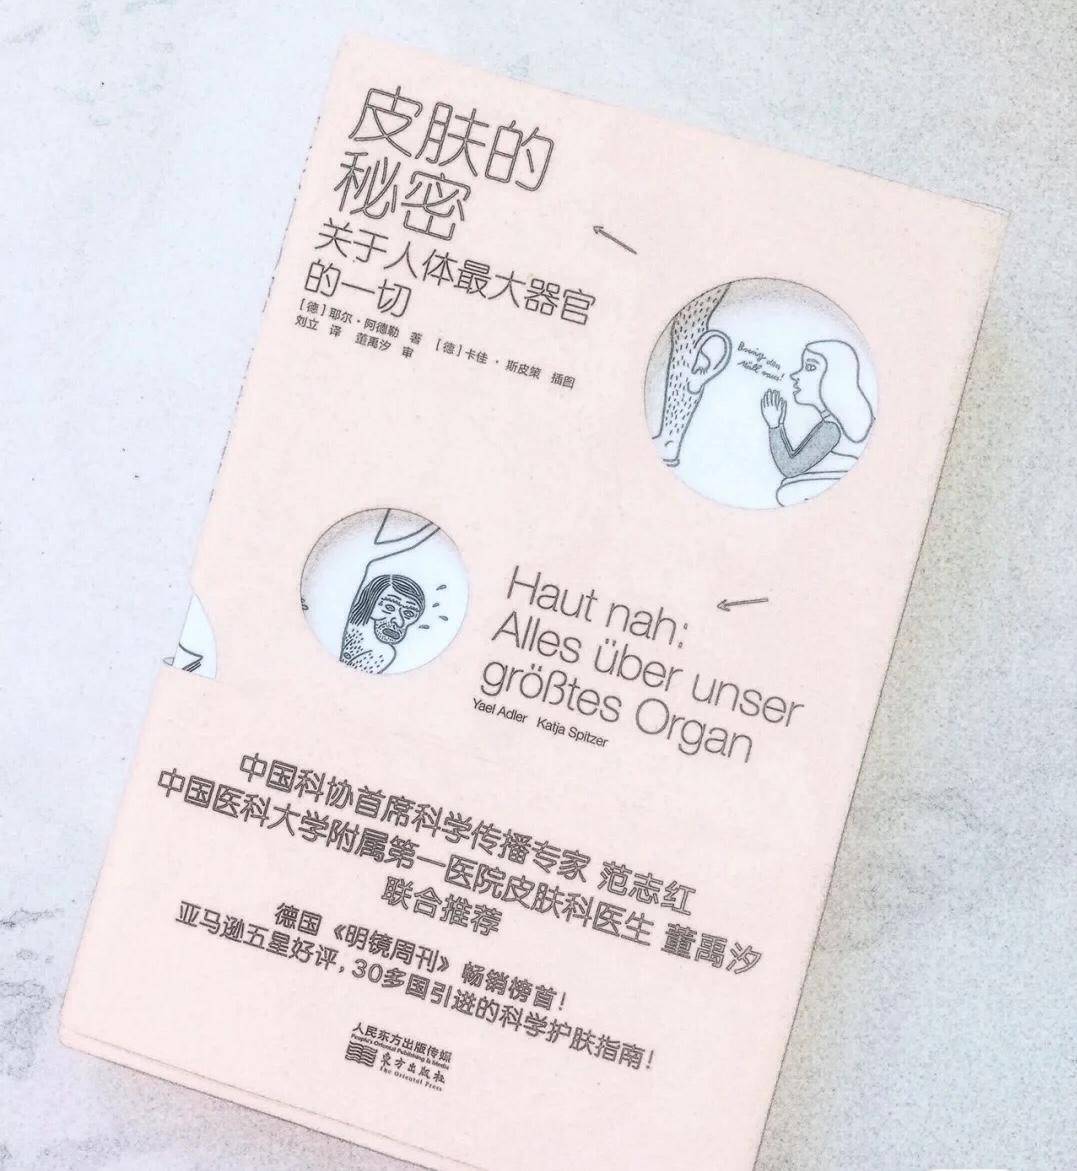 皮肤的
秘密
关于人体最大器官
的一切
[德]耶尔·阿德勒 著 [德]卡佳·斯皮策 插图
刘立 译 董禹汐 审
Bring den
Müll raus!
Haut nah:
Alles über unser
größtes Organ
Yael Adler Katja Spitzer
中国科协首席科学传播专家 范志红
中国医科大学附属第一医院皮肤科医生 董禹汐
联合推荐
德国《明镜周刊》畅销榜首！
亚马逊五星好评，30多国引进的科学护肤指南！
人民东方出版传媒
People's Oriental Publishing & Media
東方出版社
The Oriental Press